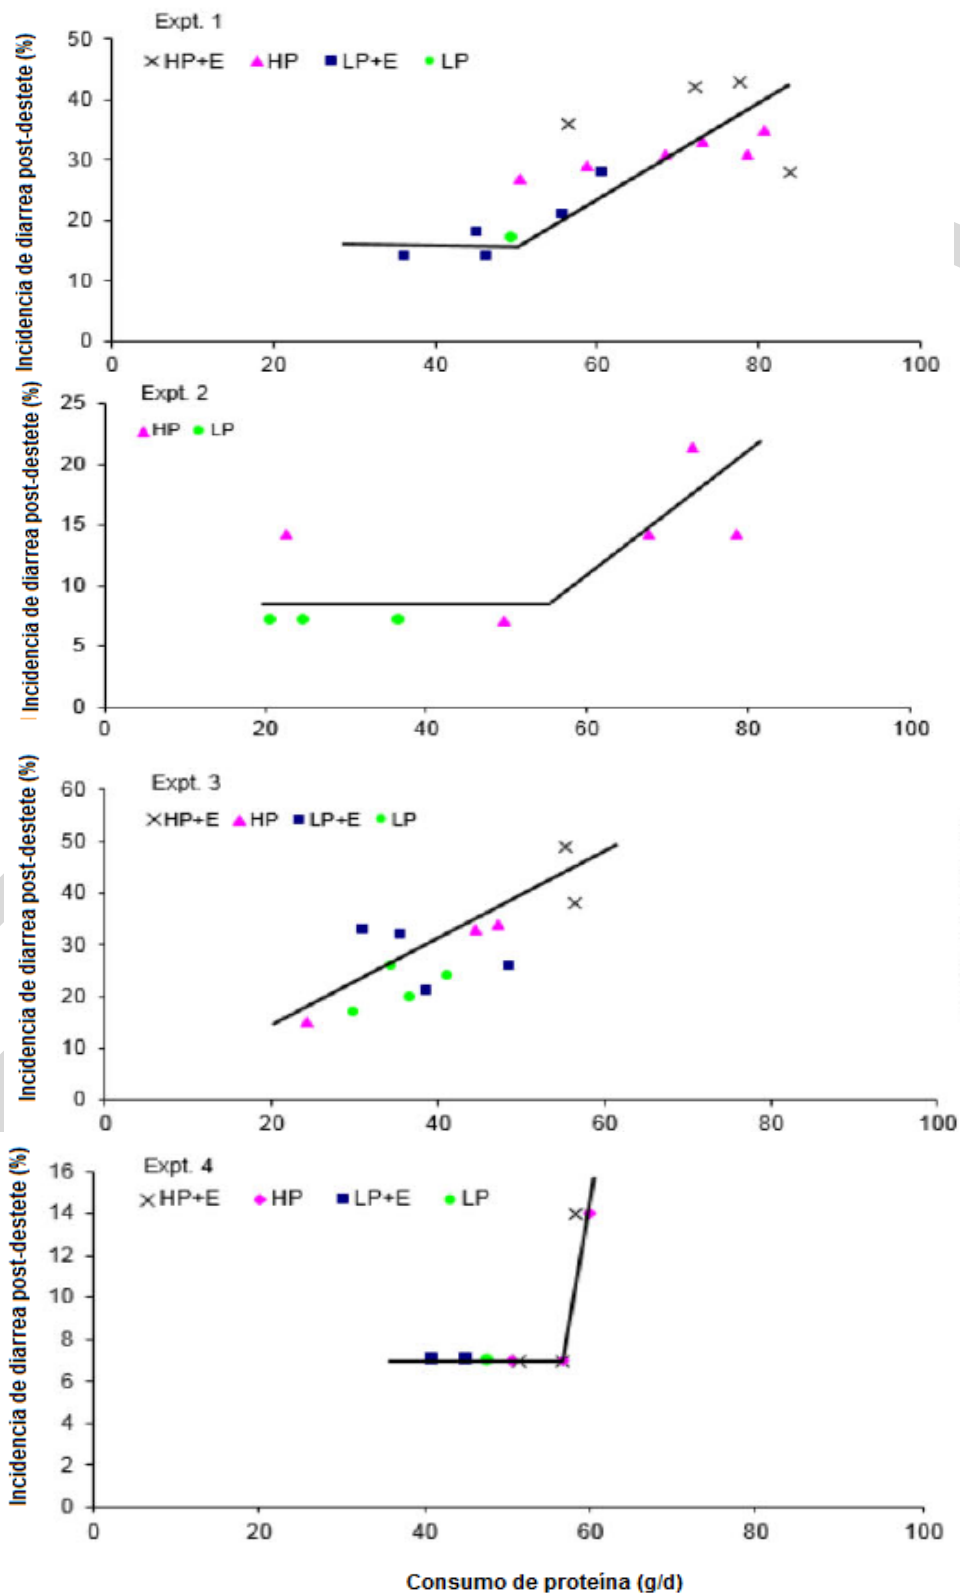 Expt. 1
HP+E HP LP+E LP
Incidencia de diarrea post-destete (%)
50
40
30
20
10
0
0 20 40 60 80 100
Expt. 2
HP LP
Incidencia de diarrea post-destete (%)
25
20
15
10
5
0
0 20 40 60 80 100
Expt. 3
HP+E HP LP+E LP
Incidencia de diarrea post-destete (%)
60
50
40
30
20
10
0
0 20 40 60 80 100
Expt. 4
HP+E HP LP+E LP
Incidencia de diarrea post-destete (%)
16
14
12
10
8
6
4
2
0
0 20 40 60 80 100
Consumo de proteína (g/d)